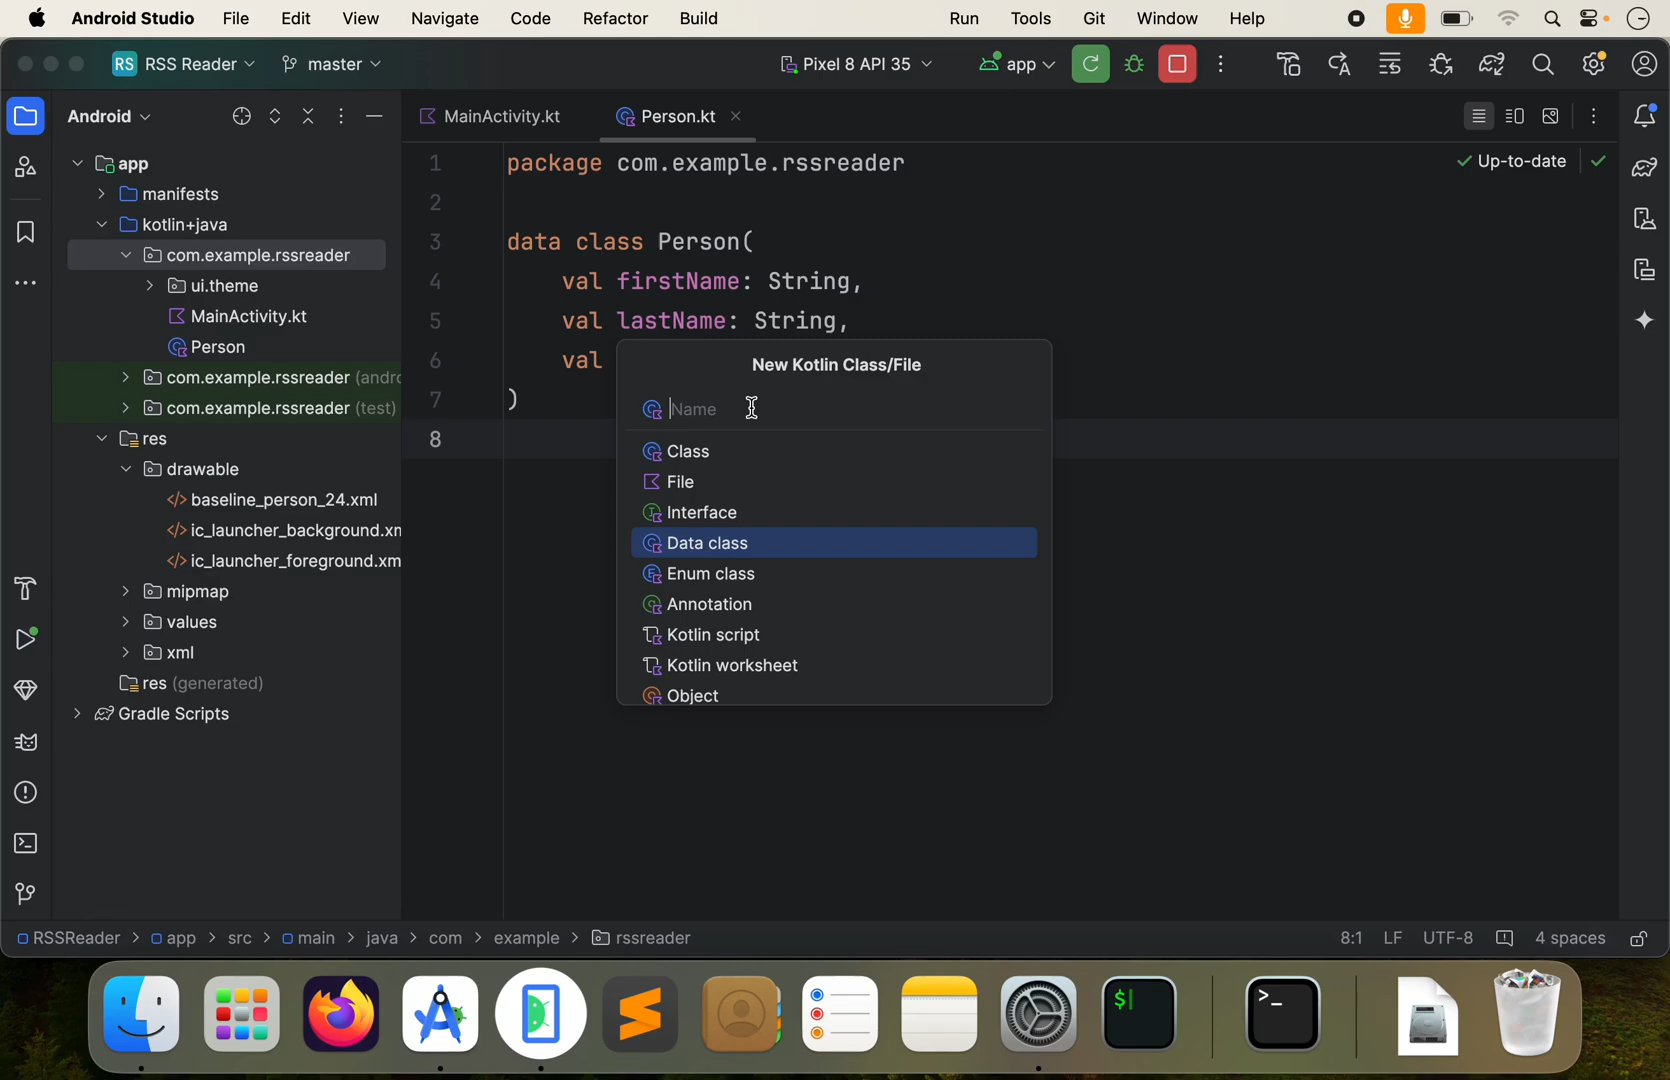 Android Studio File Edit View Navigate Code Refactor Build Run Tools Git Window Help
RS RSS Reader master Pixel 8 API 35 app
Android
MainActivity.kt Person.kt
Up-to-date
app
manifests
kotlin+java
com.example.rssreader
ui.theme
MainActivity.kt
Person
com.example.rssreader (andro
com.example.rssreader (test)
res
drawable
baseline_person_24.xml
ic_launcher_background.xm
ic_launcher_foreground.xm
mipmap
values
xml
res (generated)
Gradle Scripts
1 package com.example.rssreader
2
3 data class Person(
4 val firstName: String,
5 val lastName: String,
6 val
7 )
8
New Kotlin Class/File
Name
Class
File
Interface
Data class
Enum class
Annotation
Kotlin script
Kotlin worksheet
Object
RSSReader > app > src > main > java > com > example > rssreader
8:1 LF UTF-8 4 spaces